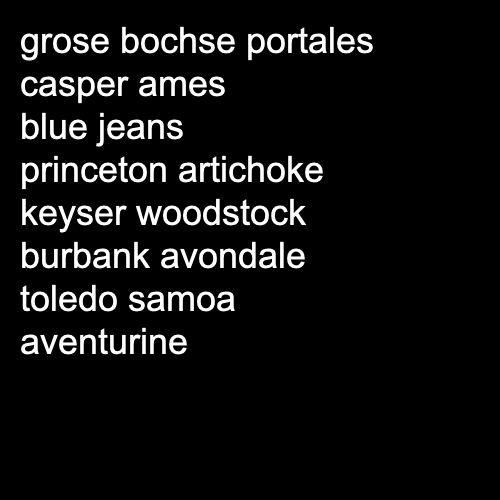 grose bochse portales
casper ames
blue jeans
princeton artichoke
keyser woodstock
burbank avondale
toledo samoa
aventurine